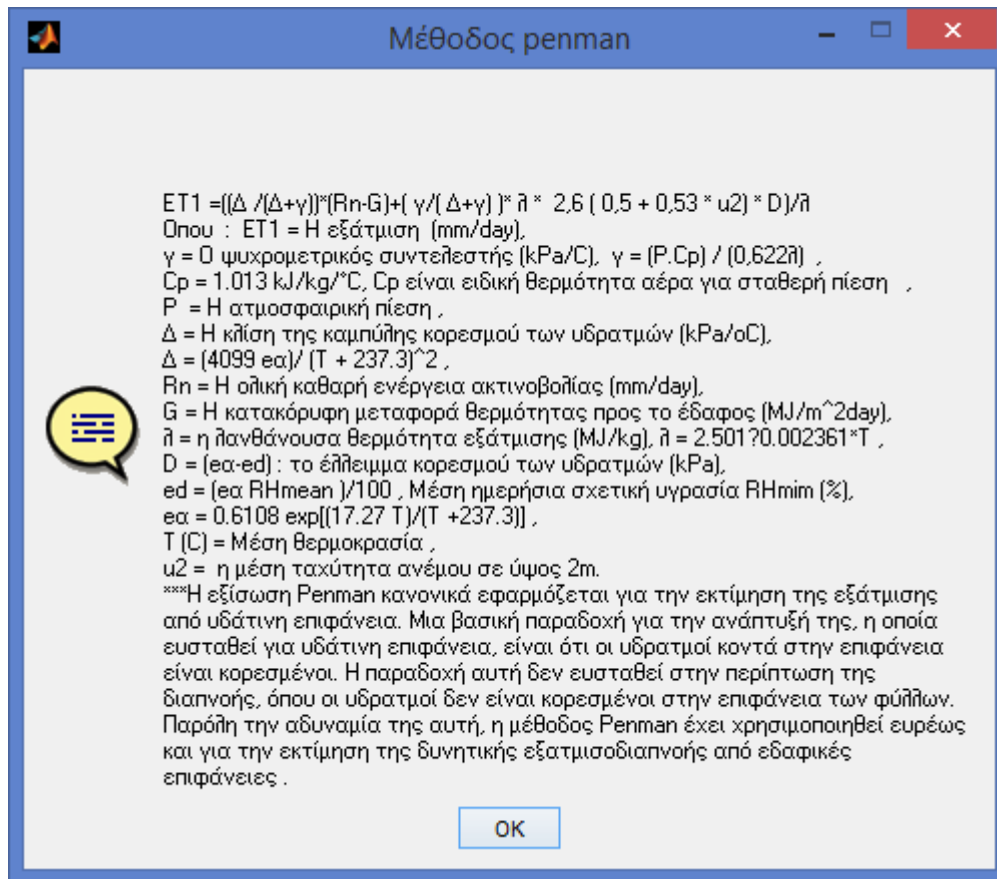 Μέθοδος penman
ET1 =((Δ /(Δ+γ))*(Rn-G)+( γ/( Δ+γ) )* λ *  2,6 ( 0,5 + 0,53 * u2) * D)/λ
Οπου  :  ET1 = Η εξάτμιση  (mm/day),
γ = Ο ψυχρομετρικός συντελεστής (kPa/C),  γ = (P.Cp) / (0,622λ)  ,
Cp = 1.013 kJ/kg/°C, Cp είναι ειδική θερμότητα αέρα για σταθερή πίεση   ,
P  = Η ατμοσφαιρική πίεση ,
Δ = Η κλίση της καμπύλης κορεσμού των υδρατμών (kPa/oC),
Δ = (4099 eα)/ (T + 237.3)^2 ,
Rn = Η ολική καθαρή ενέργεια ακτινοβολίας (mm/day),
G = Η κατακόρυφη μεταφορά θερμότητας προς το έδαφος (MJ/m^2day),
λ = η λανθάνουσα θερμότητα εξάτμισης (MJ/kg), λ = 2.501?0.002361*T ,
D = (eα-ed) : το έλλειμμα κορεσμού των υδρατμών (kPa),
ed = (eα RHmean )/100 , Μέση ημερήσια σχετική υγρασία RHmim (%),
eα = 0.6108 exp[(17.27 T)/(T +237.3)] ,
T (C) = Μέση θερμοκρασία ,
u2 =  η μέση ταχύτητα ανέμου σε ύψος 2m.
***Η εξίσωση Penman κανονικά εφαρμόζεται για την εκτίμηση της εξάτμισης
από υδάτινη επιφάνεια. Μια βασική παραδοχή για την ανάπτυξή της, η οποία
ευσταθεί για υδάτινη επιφάνεια, είναι ότι οι υδρατμοί κοντά στην επιφάνεια
είναι κορεσμένοι. Η παραδοχή αυτή δεν ευσταθεί στην περίπτωση της
διαπνοής, όπου οι υδρατμοί δεν είναι κορεσμένοι στην επιφάνεια των φύλλων.
Παρόλη την αδυναμία της αυτή, η μέθοδος Penman έχει χρησιμοποιηθεί ευρέως
και για την εκτίμηση της δυνητικής εξατμισοδιαπνοής από εδαφικές
επιφάνειες .
OK